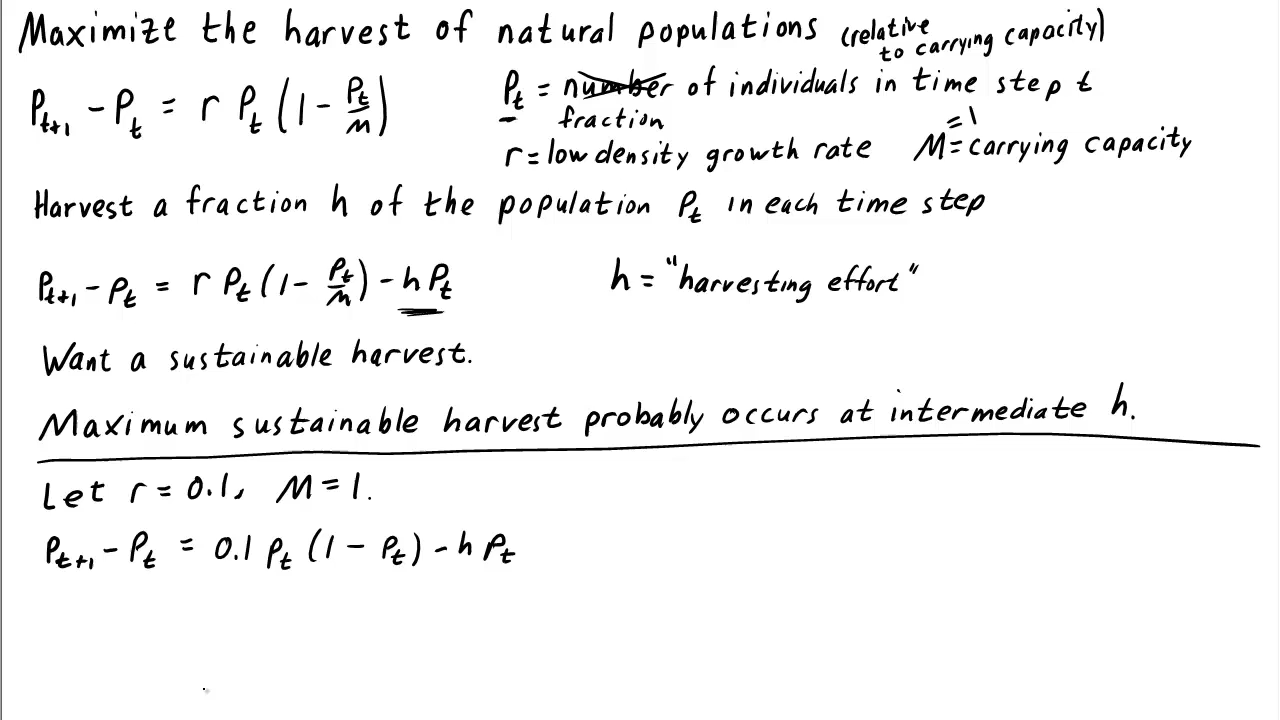 Maximize the harvest of natural populations (relative to carrying capacity)
P_{t+1} - P_t = r P_t (1 - P_t/M)
P_t = number of individuals in time step t
fraction
r = low density growth rate M = carrying capacity
= 1
Harvest a fraction h of the population P_t in each time step
P_{t+1} - P_t = r P_t (1 - P_t/M) - h P_t
h = "harvesting effort"
Want a sustainable harvest.
Maximum sustainable harvest probably occurs at intermediate h.
Let r = 0.1, M = 1.
P_{t+1} - P_t = 0.1 P_t (1 - P_t) - h P_t